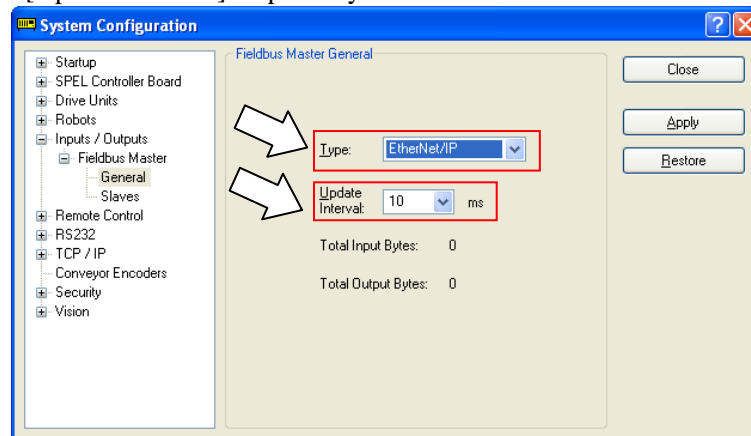 System Configuration
Startup
SPEL Controller Board
Drive Units
Robots
Inputs / Outputs
Fieldbus Master
General
Slaves
Remote Control
RS232
TCP / IP
Conveyor Encoders
Security
Vision
Fieldbus Master General
Type: EtherNet/IP
Update
Interval: 10 ms
Total Input Bytes: 0
Total Output Bytes: 0
Close
Apply
Restore